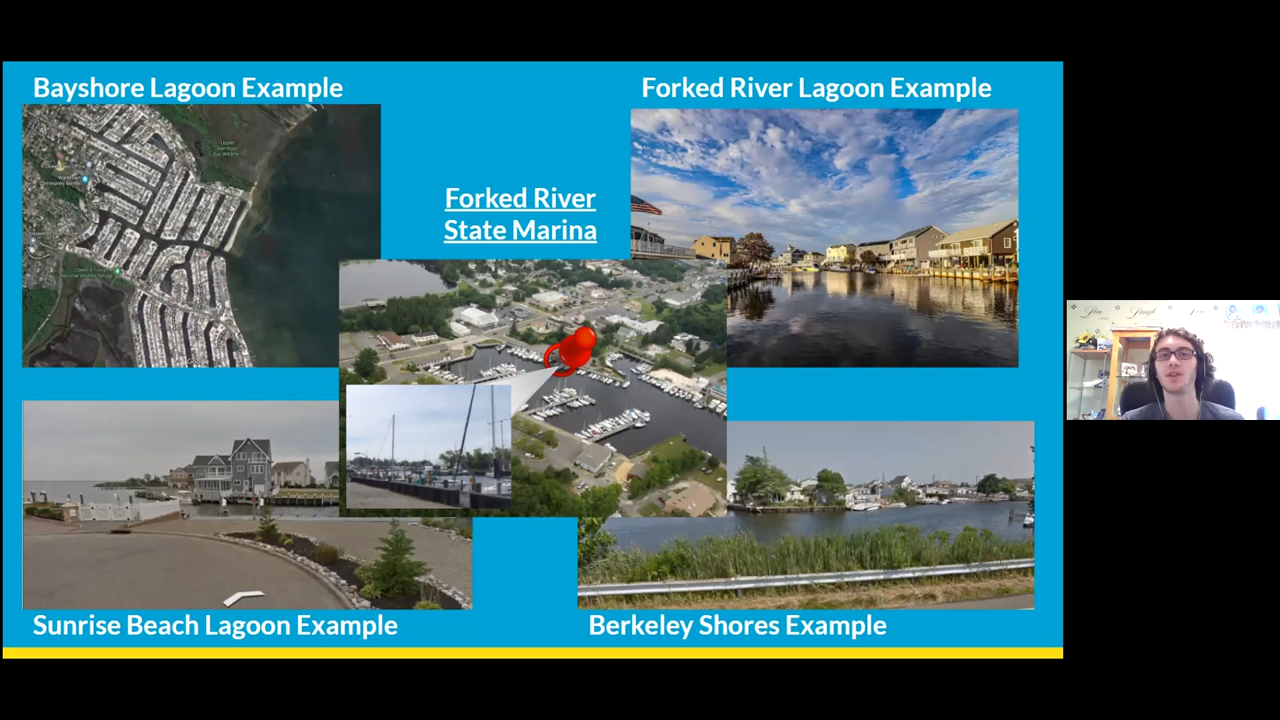 Bayshore Lagoon Example
Forked River Lagoon Example
Forked River
State Marina
Sunrise Beach Lagoon Example
Berkeley Shores Example